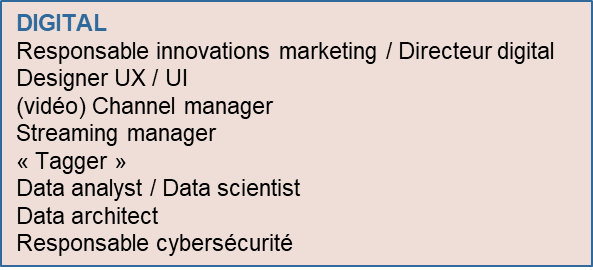 DIGITAL
Responsable innovations marketing / Directeur digital
Designer UX / UI
(vidéo) Channel manager
Streaming manager
« Tagger »
Data analyst / Data scientist
Data architect
Responsable cybersécurité